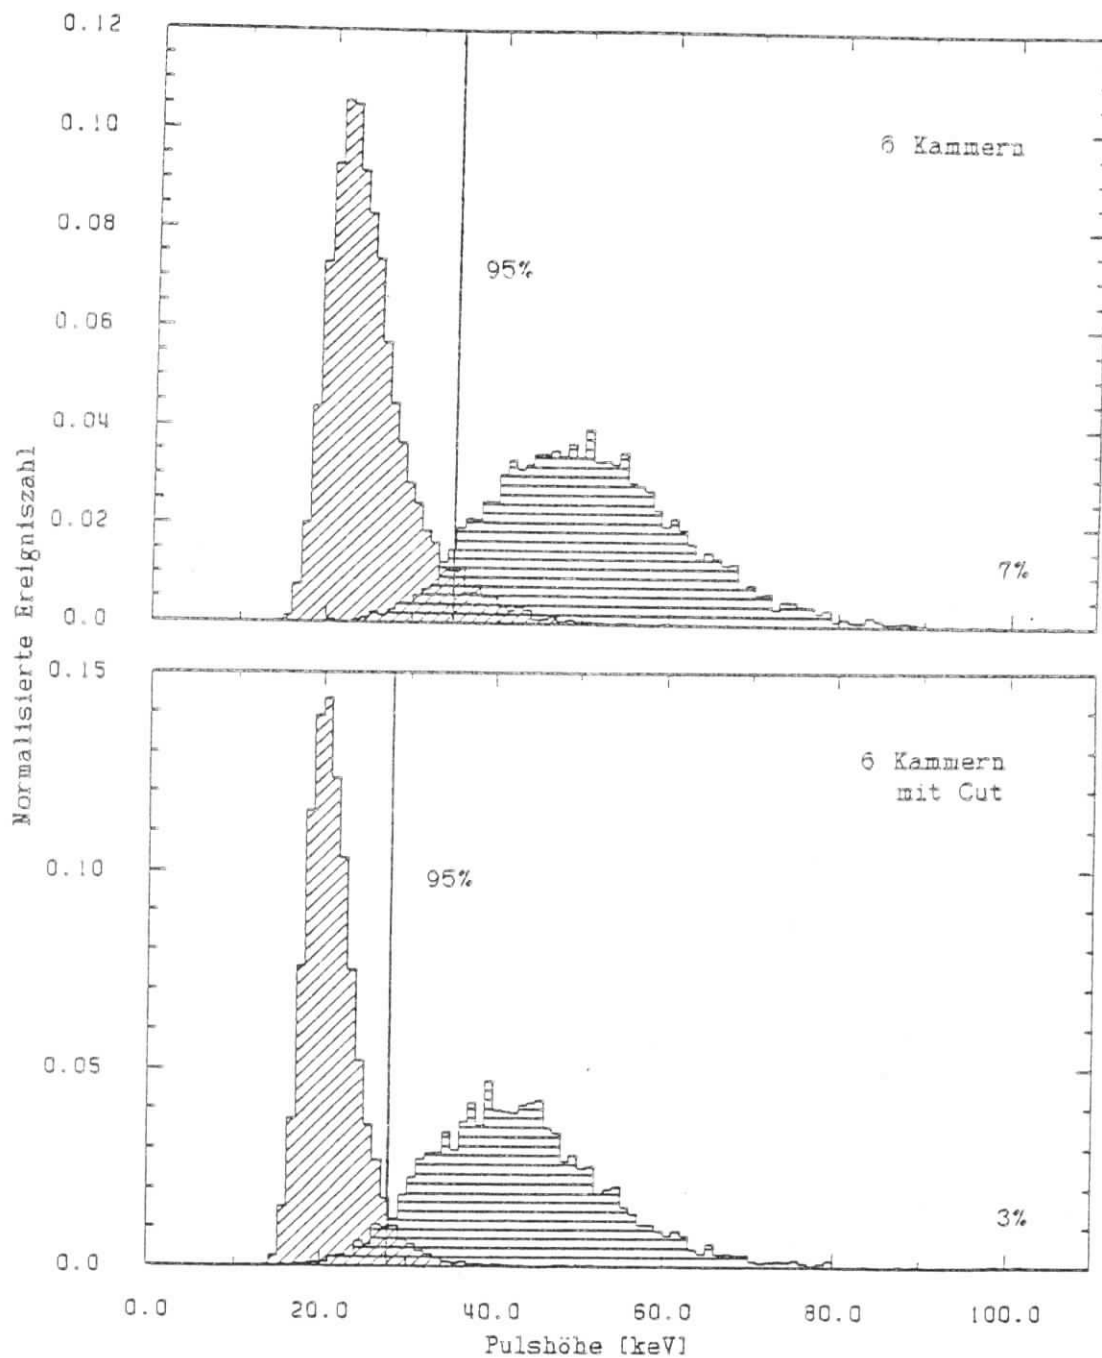 0.12
6 Kammern
0.10
0.08
95%
0.06
0.04
0.02
7%
0.0
Normalisierte Ereigniszahl
0.15
6 Kammern
mit Cut
0.10
95%
0.05
3%
0.0
0.0 20.0 40.0 60.0 80.0 100.0
Pulshöhe [keV]